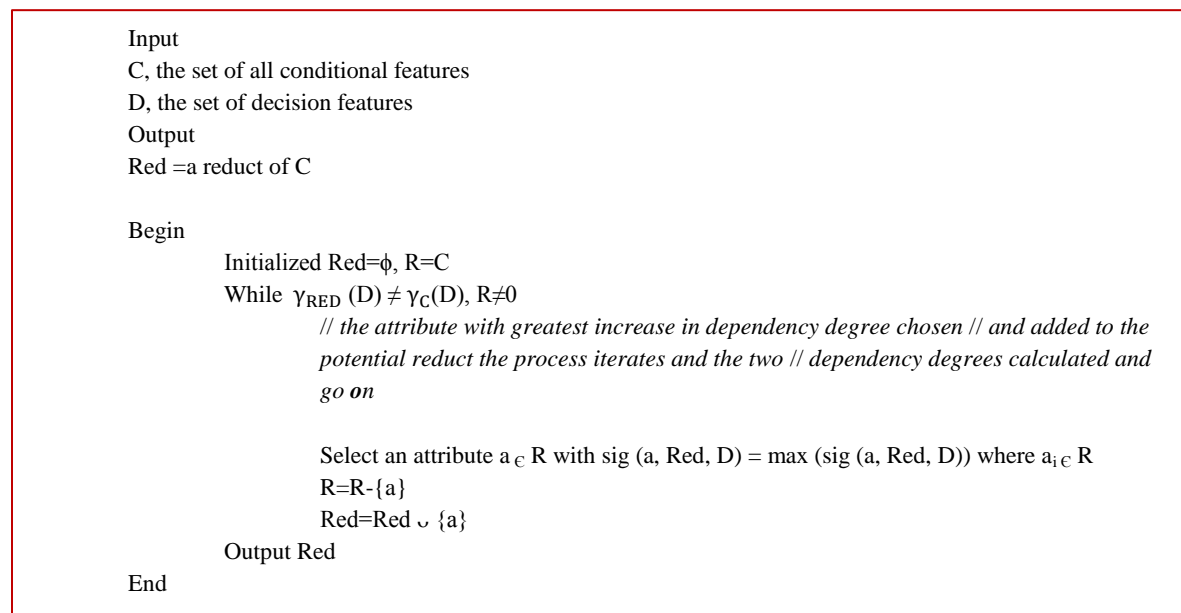 Input
C, the set of all conditional features
D, the set of decision features
Output
Red =a reduct of C
Begin
Initialized Red=ϕ, R=C
While γRED (D) ≠ γC(D), R≠0
// the attribute with greatest increase in dependency degree chosen // and added to the
potential reduct the process iterates and the two // dependency degrees calculated and
go on
Select an attribute a ϵ R with sig (a, Red, D) = max (sig (a, Red, D)) where ai ϵ R
R=R-{a}
Red=Red ᴗ {a}
Output Red
End